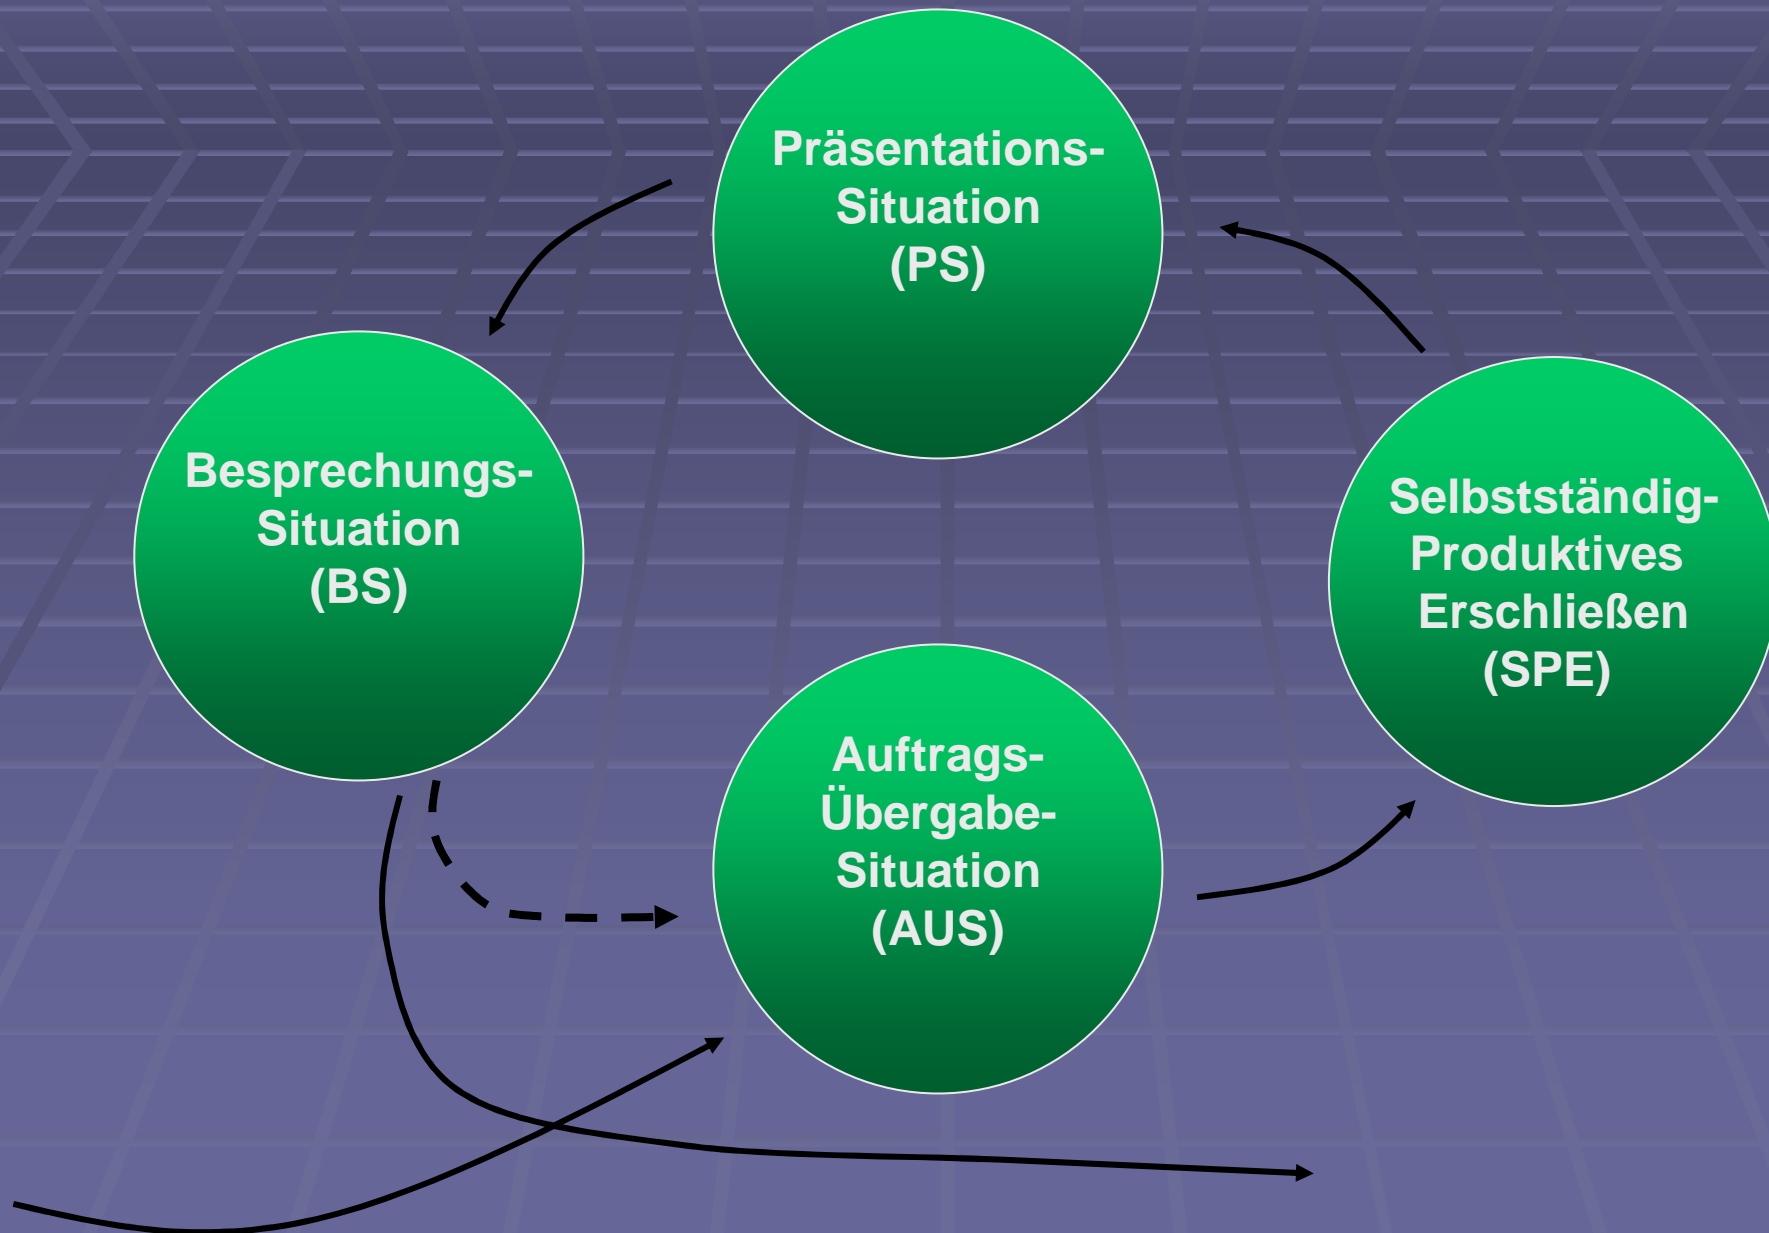 Präsentations-
Situation
(PS)
Besprechungs-
Situation
(BS)
Selbstständig-
Produktives
Erschließen
(SPE)
Auftrags-
Übergabe-
Situation
(AUS)